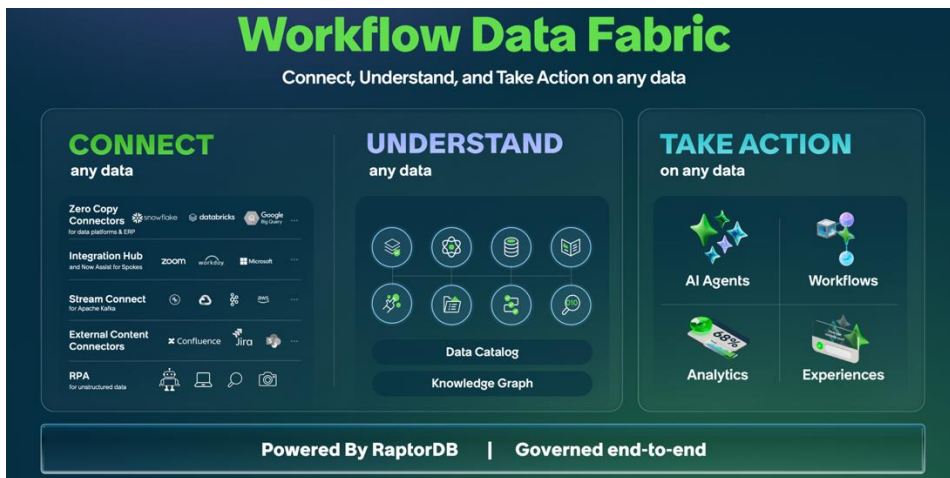 Workflow Data Fabric
Connect, Understand, and Take Action on any data
CONNECT
any data
Zero Copy
Connectors
for data platforms & ERP
snowflake
databricks
Google
Big Query
...
Integration Hub
and Now Assist for Spokes
zoom
workday
Microsoft
...
Stream Connect
for Apache Kafka
aws
...
External Content
Connectors
Confluence
Jira
...
RPA
for unstructured data
UNDERSTAND
any data
Data Catalog
Knowledge Graph
TAKE ACTION
on any data
AI Agents
Workflows
68%
Analytics
Experiences
Powered By RaptorDB | Governed end-to-end